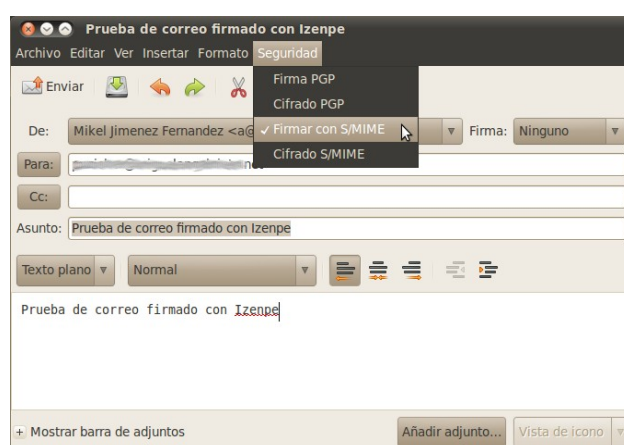 Prueba de correo firmado con Izenpe
Archivo Editar Ver Insertar Formato Seguridad
Enviar
Firma PGP
Cifrado PGP
✓ Firmar con S/MIME
Cifrado S/MIME
De: Mikel Jimenez Fernandez <a@ Firma: Ninguno
Para:
Cc:
Asunto: Prueba de correo firmado con Izenpe
Texto plano Normal
Prueba de correo firmado con Izenpe
+ Mostrar barra de adjuntos Añadir adjunto... Vista de icono